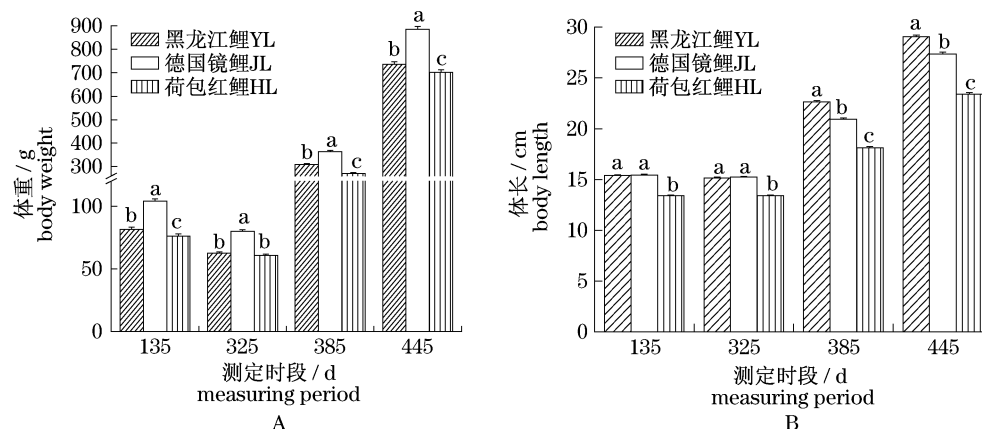 体重 / g
body weight
900
800
700
600
500
400
300
100
50
0
黑龙江鲤YL
德国镜鲤JL
荷包红鲤HL
b
a
c
b
a
b
b
a
c
b
a
c
135
325
385
445
测定时段 / d
measuring period
A
体长 / cm
body length
30
25
20
15
10
5
0
黑龙江鲤YL
德国镜鲤JL
荷包红鲤HL
a
a
b
a
a
b
a
b
c
a
b
c
135
325
385
445
测定时段 / d
measuring period
B